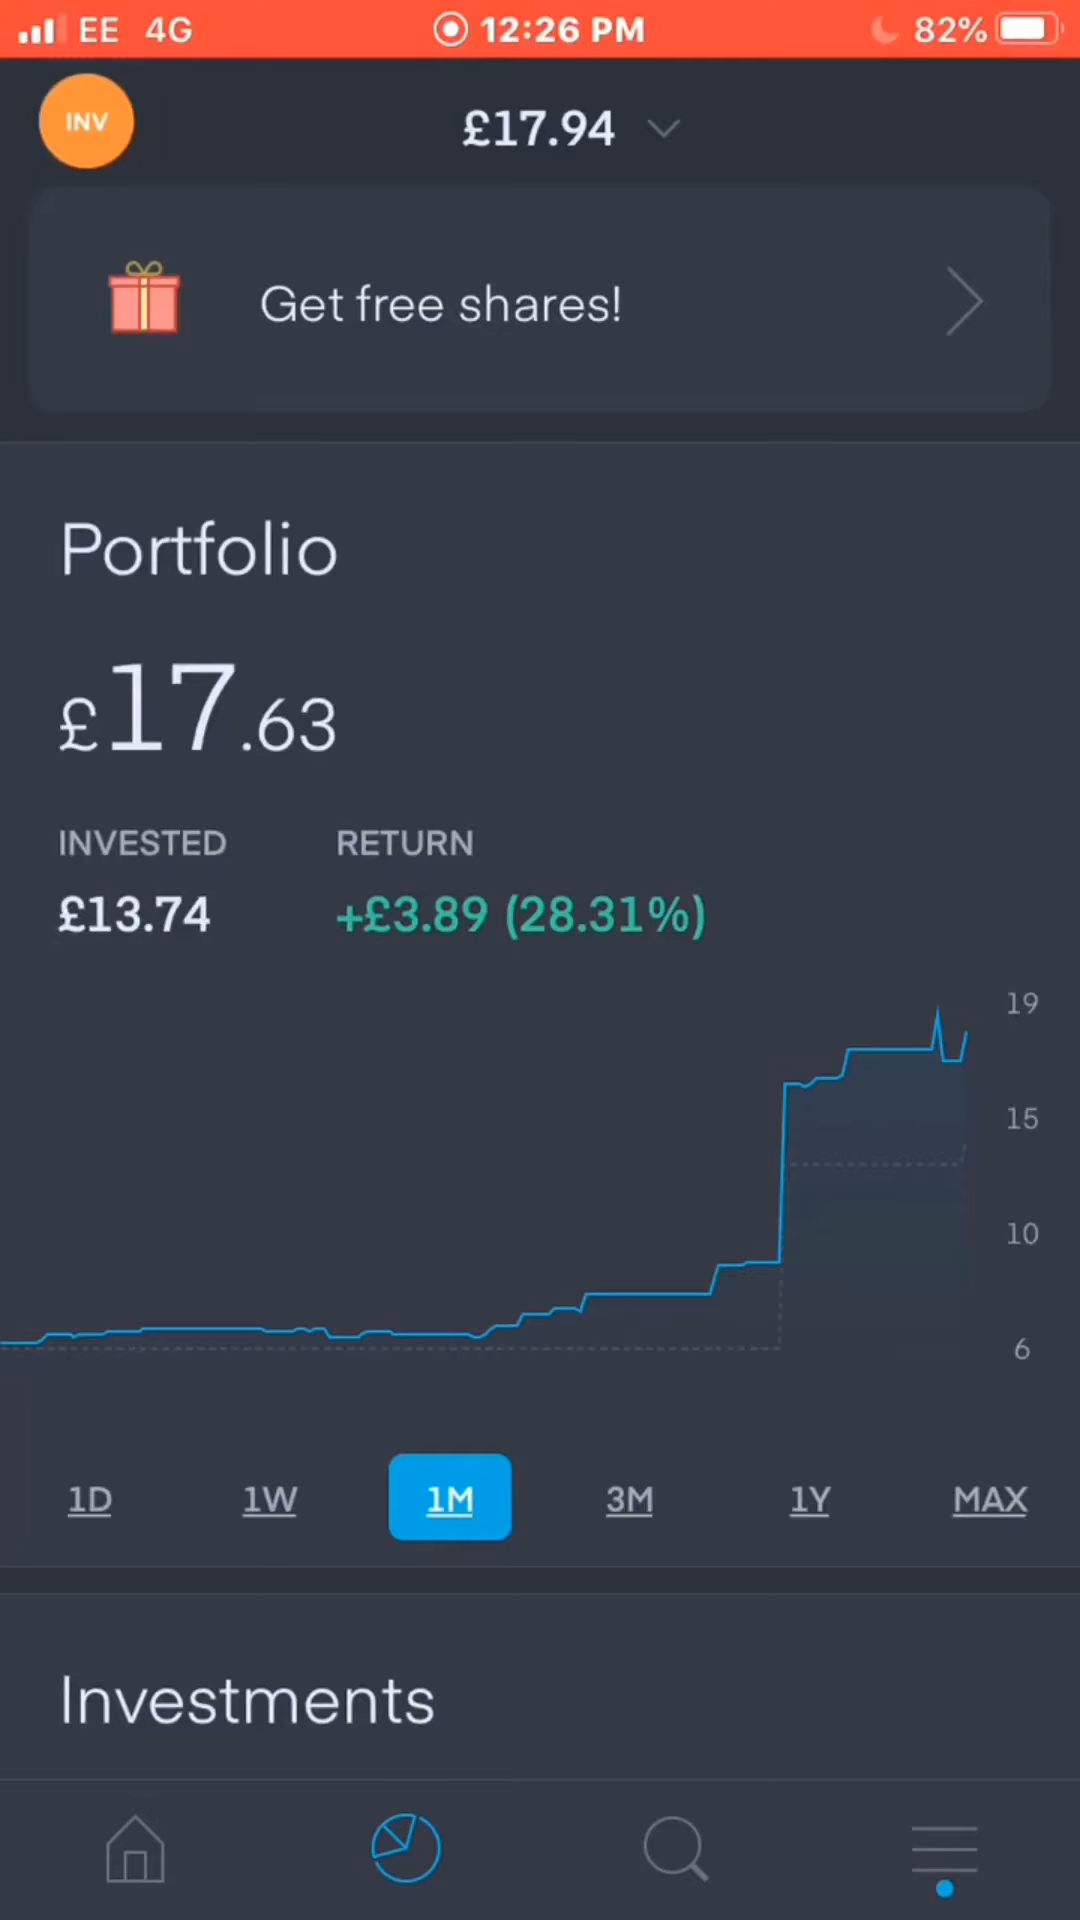 EE 4G 12:26 PM 82%
INV £17.94
Get free shares!
Portfolio
£17.63
INVESTED RETURN
£13.74 +£3.89 (28.31%)
19
15
10
6
1D 1W 1M 3M 1Y MAX
Investments